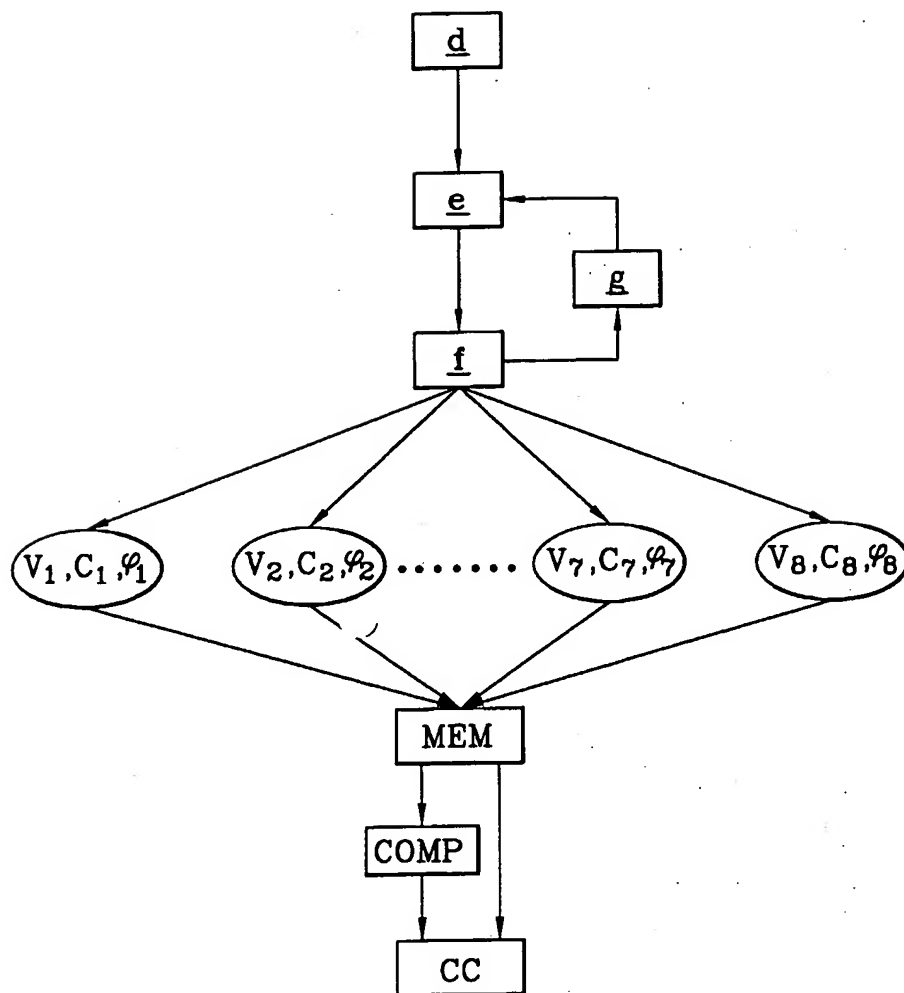 d
e
g
f
V₁,C₁,φ₁
V₂,C₂,φ₂
.......
V₇,C₇,φ₇
V₈,C₈,φ₈
MEM
COMP
CC